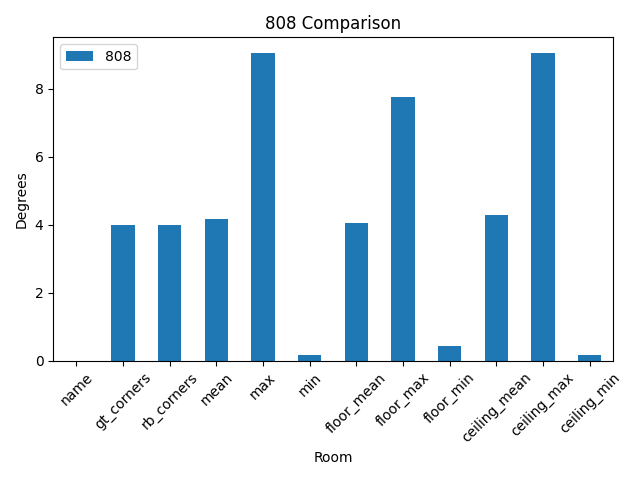 808 Comparison
808
Degrees
8
6
4
2
0
name
gt_corners
rb_corners
mean
max
min
floor_mean
floor_max
floor_min
ceiling_mean
ceiling_max
ceiling_min
Room